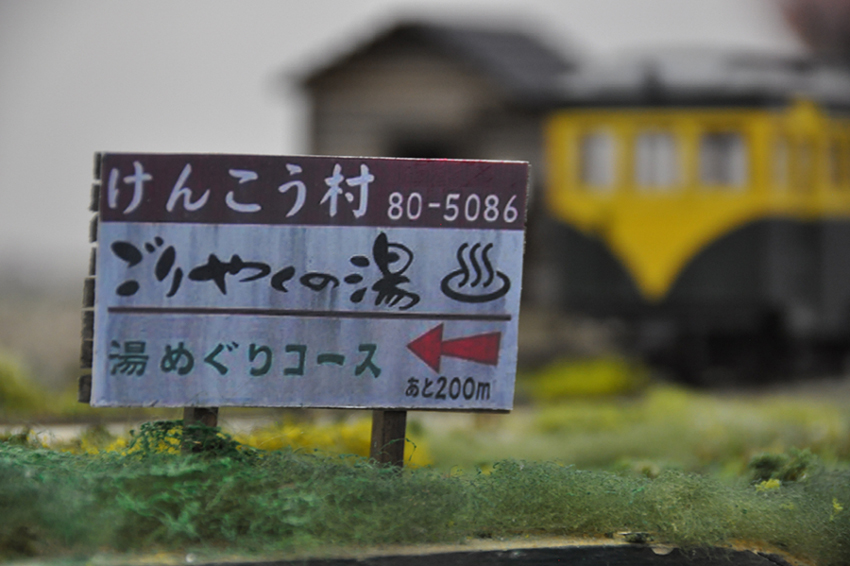 けんこう村 80-5086
ごりやくの湯 ♨
湯めぐりコース
あと200m